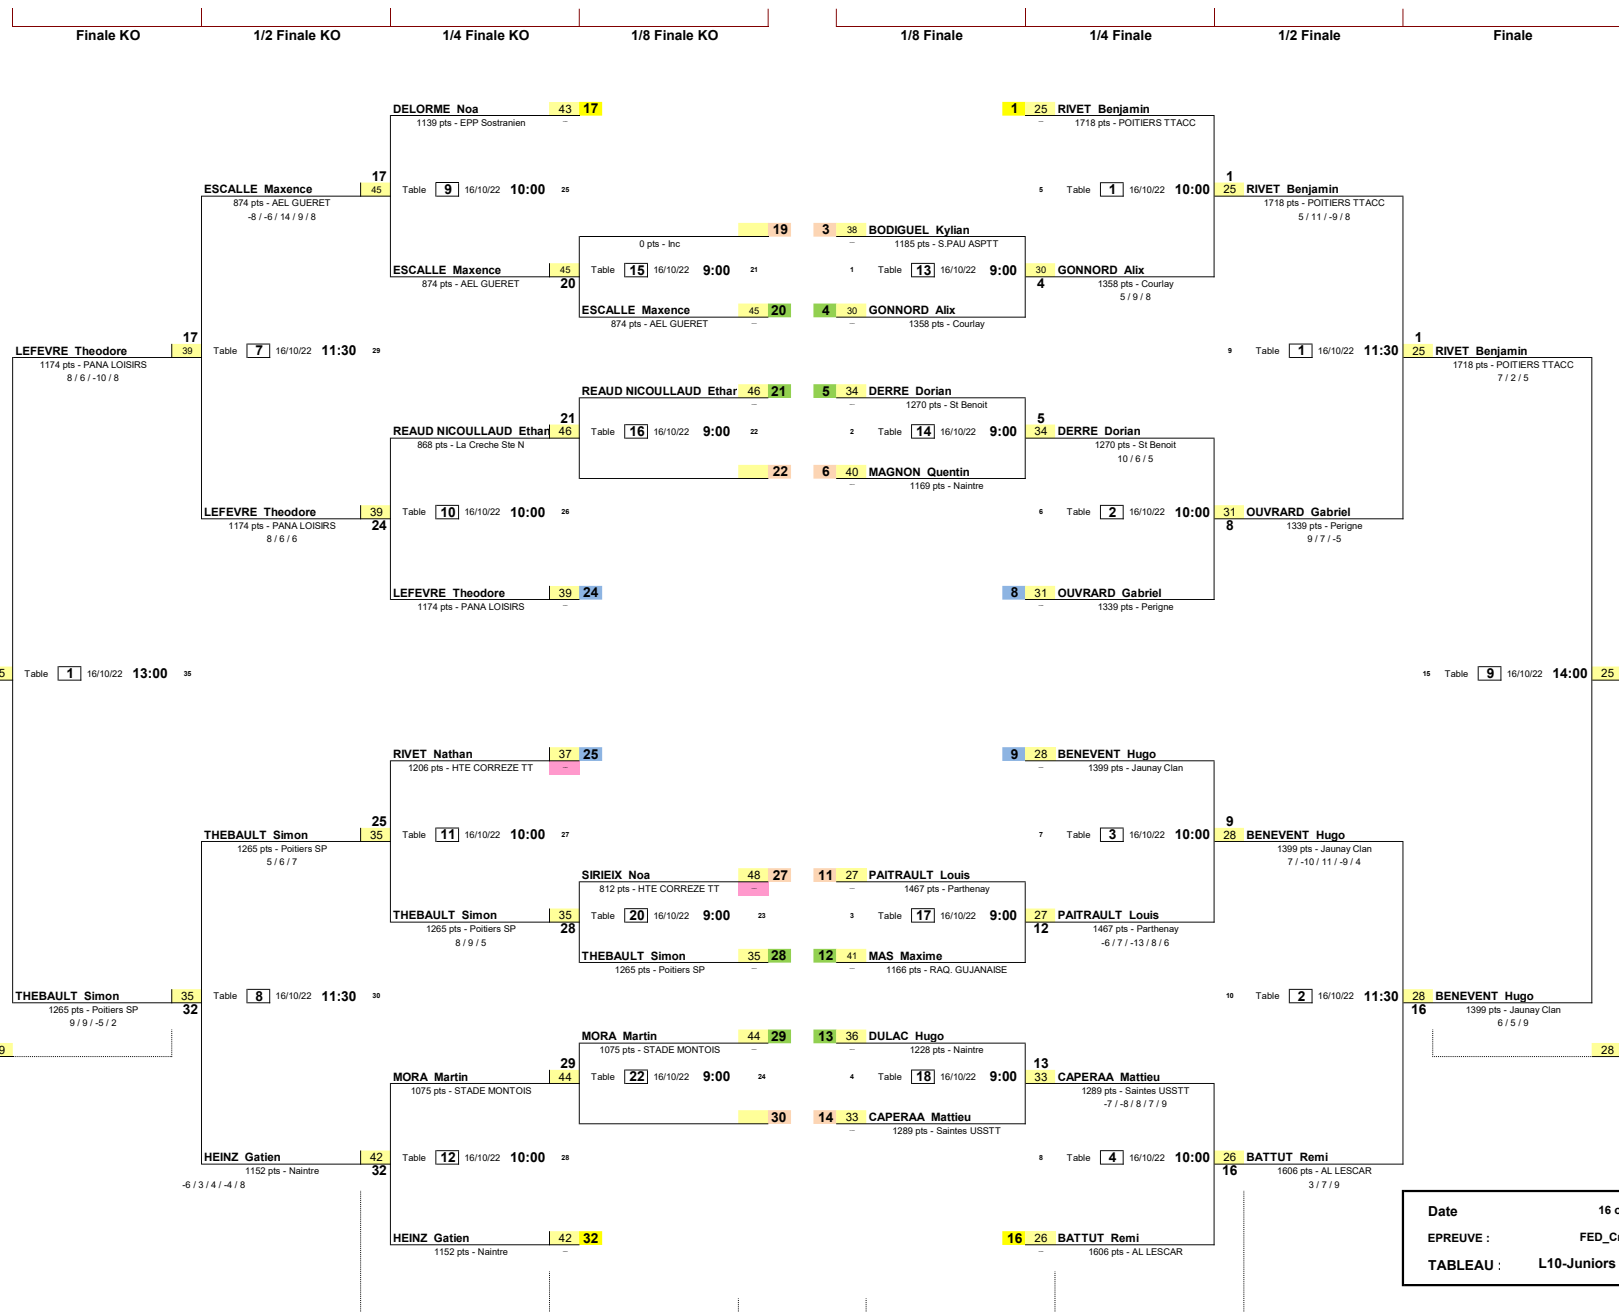 Finale KO 1/2 Finale KO 1/4 Finale KO 1/8 Finale KO 1/8 Finale 1/4 Finale 1/2 Finale Finale
DELORME Noa 43 17 1 25 RIVET Benjamin
1139 pts - EPP Sostranien – – 1718 pts - POITIERS TTACC
17 1
ESCALLE Maxence 45 Table 9 16/10/22 10:00 25 5 Table 1 16/10/22 10:00 25 RIVET Benjamin
874 pts - AEL GUERET 1718 pts - POITIERS TTACC
-8 / -6 / 14 / 9 / 8 5 / 11 / -9 / 8
19 3 38 BODIGUEL Kylian
0 pts - Inc – 1185 pts - S.PAU ASPTT
ESCALLE Maxence 45 Table 15 16/10/22 9:00 21 1 Table 13 16/10/22 9:00 30 GONNORD Alix
874 pts - AEL GUERET 20 4 1358 pts - Courlay
5 / 9 / 8
ESCALLE Maxence 45 20 4 30 GONNORD Alix
874 pts - AEL GUERET – – 1358 pts - Courlay
17 1
LEFEVRE Theodore 39 Table 7 16/10/22 11:30 29 9 Table 1 16/10/22 11:30 25 RIVET Benjamin
1174 pts - PANA LOISIRS 1718 pts - POITIERS TTACC
8 / 6 / -10 / 8 7 / 2 / 5
REAUD NICOULLAUD Ethar 46 21 5 34 DERRE Dorian
– – 1270 pts - St Benoit
21 5
REAUD NICOULLAUD Ethan 46 Table 16 16/10/22 9:00 22 2 Table 14 16/10/22 9:00 34 DERRE Dorian
868 pts - La Creche Ste N 1270 pts - St Benoit
10 / 6 / 5
22 6 40 MAGNON Quentin
– 1169 pts - Naintre
LEFEVRE Theodore 39 Table 10 16/10/22 10:00 26 6 Table 2 16/10/22 10:00 31 OUVRARD Gabriel
1174 pts - PANA LOISIRS 24 8 1339 pts - Perigne
8 / 6 / 6 9 / 7 / -5
LEFEVRE Theodore 39 24 8 31 OUVRARD Gabriel
1174 pts - PANA LOISIRS – – 1339 pts - Perigne
5 Table 1 16/10/22 13:00 35 15 Table 9 16/10/22 14:00 25
RIVET Nathan 37 25 9 28 BENEVENT Hugo
1206 pts - HTE CORREZE TT – – 1399 pts - Jaunay Clan
25 9
THEBAULT Simon 35 Table 11 16/10/22 10:00 27 7 Table 3 16/10/22 10:00 28 BENEVENT Hugo
1265 pts - Poitiers SP 1399 pts - Jaunay Clan
5 / 6 / 7 7 / -10 / 11 / -9 / 4
SIRIEIX Noa 48 27 11 27 PAITRAULT Louis
812 pts - HTE CORREZE TT – – 1467 pts - Parthenay
THEBAULT Simon 35 Table 20 16/10/22 9:00 23 3 Table 17 16/10/22 9:00 27 PAITRAULT Louis
1265 pts - Poitiers SP 28 12 1467 pts - Parthenay
8 / 9 / 5 -6 / 7 / -13 / 8 / 6
THEBAULT Simon 35 28 12 41 MAS Maxime
1265 pts - Poitiers SP – – 1166 pts - RAQ. GUJANAISE
THEBAULT Simon 35 Table 8 16/10/22 11:30 30 10 Table 2 16/10/22 11:30 28 BENEVENT Hugo
1265 pts - Poitiers SP 32 16 1399 pts - Jaunay Clan
9 / 9 / -5 / 2 6 / 5 / 9
MORA Martin 44 29 13 36 DULAC Hugo
9 1075 pts - STADE MONTOIS – – 1228 pts - Naintre 28
29 13
MORA Martin 44 Table 22 16/10/22 9:00 24 4 Table 18 16/10/22 9:00 33 CAPERAA Mattieu
1075 pts - STADE MONTOIS 1289 pts - Saintes USSTT
-7 / -8 / 8 / 7 / 9
30 14 33 CAPERAA Mattieu
– 1289 pts - Saintes USSTT
HEINZ Gatien 42 Table 12 16/10/22 10:00 28 8 Table 4 16/10/22 10:00 26 BATTUT Remi
1152 pts - Naintre 32 16 1606 pts - AL LESCAR
-6 / 3 / 4 / -4 / 8 3 / 7 / 9
Date 16 o
HEINZ Gatien 42 32 16 26 BATTUT Remi
1152 pts - Naintre – – 1606 pts - AL LESCAR
EPREUVE : FED_Cr
TABLEAU : L10-Juniors